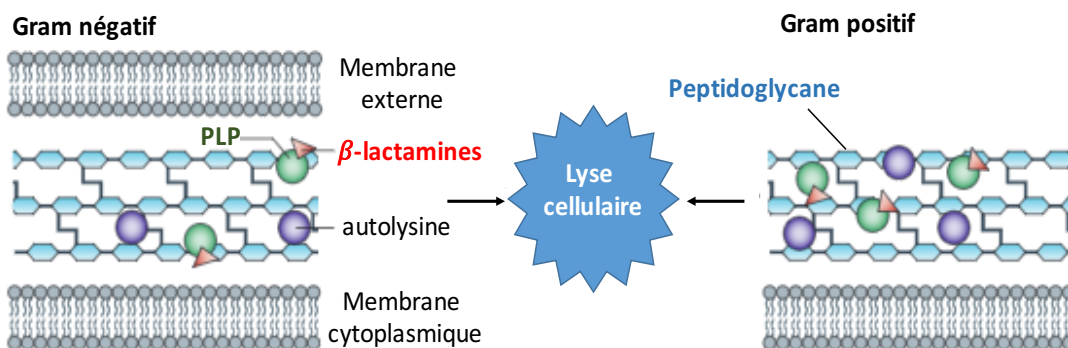 Gram négatif
Gram positif
Membrane
externe
Peptidoglycane
PLP
β-lactamines
Lyse
cellulaire
autolysine
Membrane
cytoplasmique